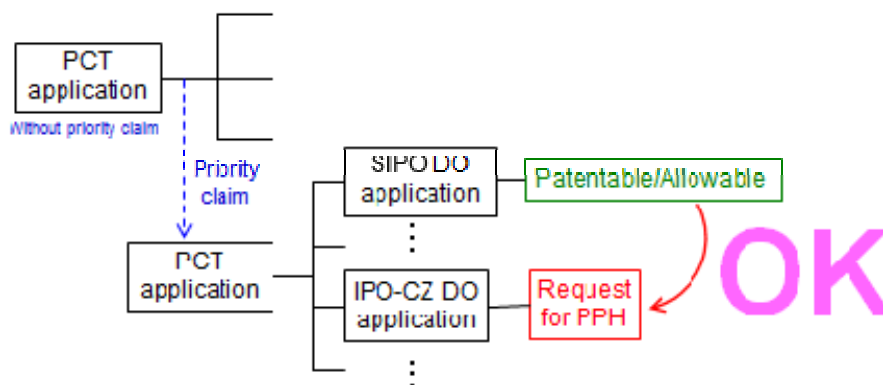 PCT
application
Without priority claim
Priority
claim
SIPO DO
application
Patentable/Allowable
OK
PCT
application
IPO-CZ DO
application
Request
for PPH